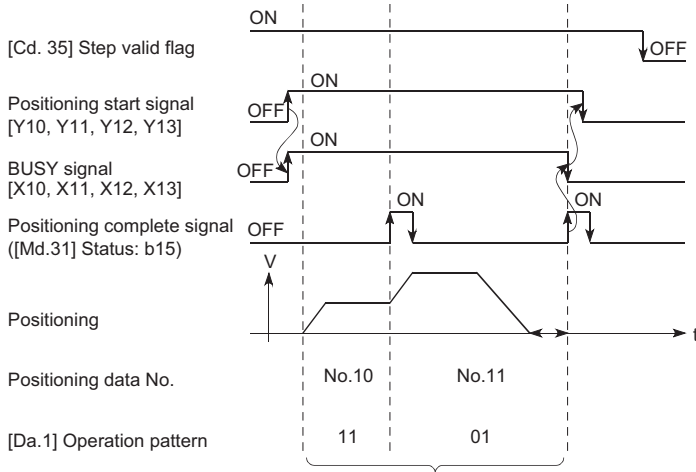 ON
[Cd. 35] Step valid flag
OFF
ON
Positioning start signal
[Y10, Y11, Y12, Y13]
OFF
ON
BUSY signal
[X10, X11, X12, X13]
OFF
ON
ON
Positioning complete signal
([Md.31] Status: b15)
OFF
V
Positioning
t
Positioning data No.
No.10
No.11
[Da.1] Operation pattern
11
01